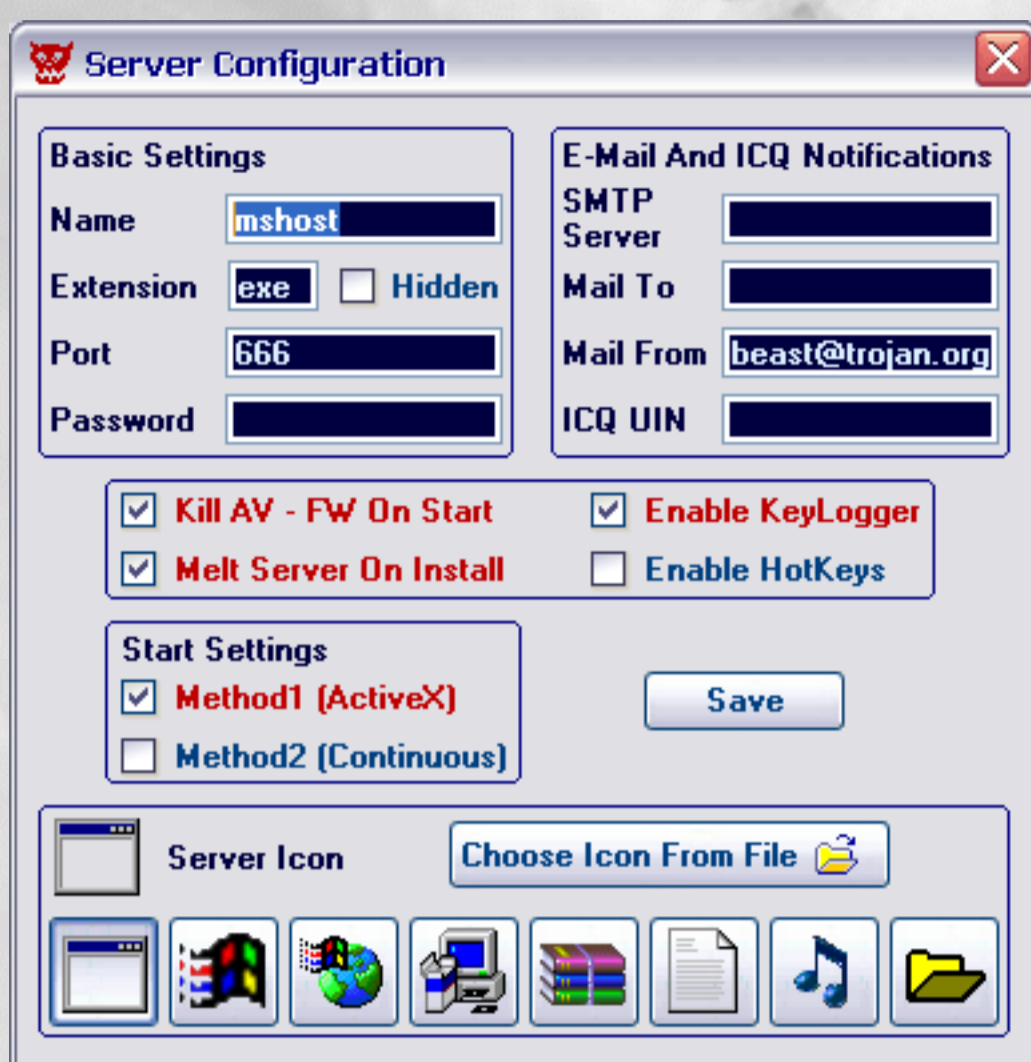 Server Configuration
Basic Settings
Name mshost
Extension exe Hidden
Port 666
Password
E-Mail And ICQ Notifications
SMTP Server
Mail To
Mail From beast@trojan.org
ICQ UIN
Kill AV - FW On Start
Enable KeyLogger
Melt Server On Install
Enable HotKeys
Start Settings
Method1 (ActiveX)
Method2 (Continuous)
Save
Server Icon
Choose Icon From File